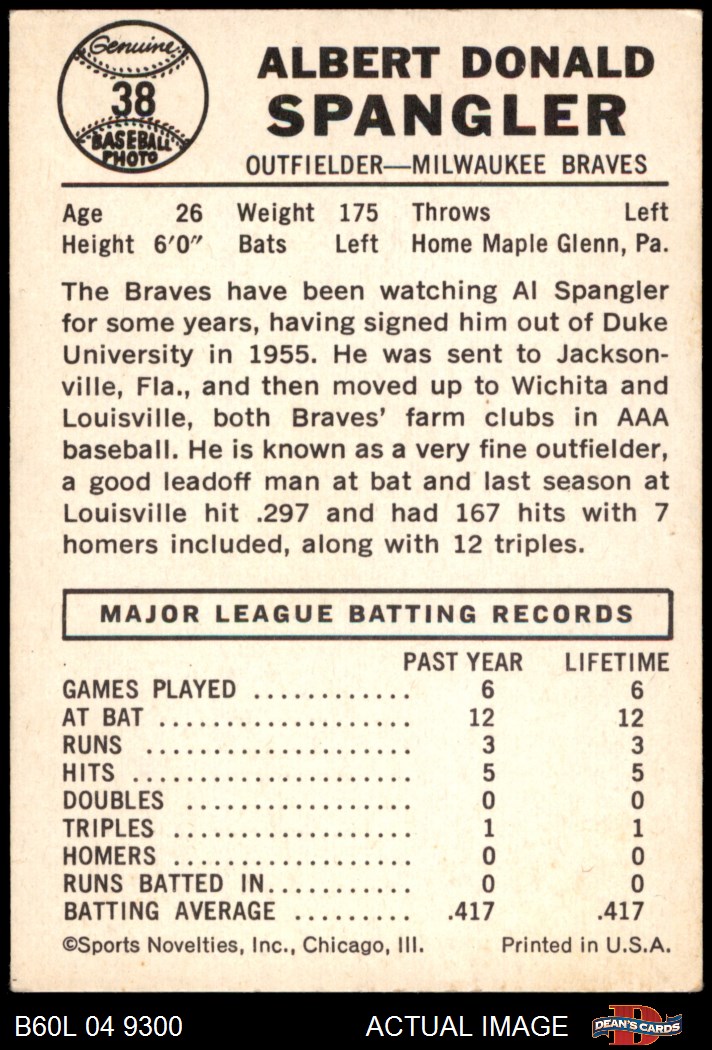 Genuine
38
BASEBALL
PHOTO
ALBERT DONALD
SPANGLER
OUTFIELDER—MILWAUKEE BRAVES
Age 26 Weight 175 Throws Left
Height 6'0" Bats Left Home Maple Glenn, Pa.
The Braves have been watching Al Spangler
for some years, having signed him out of Duke
University in 1955. He was sent to Jackson-
ville, Fla., and then moved up to Wichita and
Louisville, both Braves' farm clubs in AAA
baseball. He is known as a very fine outfielder,
a good leadoff man at bat and last season at
Louisville hit .297 and had 167 hits with 7
homers included, along with 12 triples.
MAJOR LEAGUE BATTING RECORDS
PAST YEAR LIFETIME
GAMES PLAYED ............ 6 6
AT BAT ................... 12 12
RUNS .................... 3 3
HITS ..................... 5 5
DOUBLES ................. 0 0
TRIPLES .................. 1 1
HOMERS .................. 0 0
RUNS BATTED IN........... 0 0
BATTING AVERAGE ......... .417 .417
©Sports Novelties, Inc., Chicago, Ill. Printed in U.S.A.
B60L 04 9300 ACTUAL IMAGE D DEAN'S CARDS